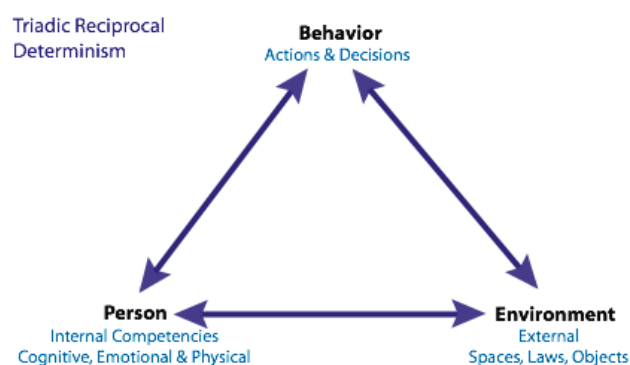 Triadic Reciprocal
Determinism
Behavior
Actions & Decisions
Person
Internal Competencies
Cognitive, Emotional & Physical
Environment
External
Spaces, Laws, Objects